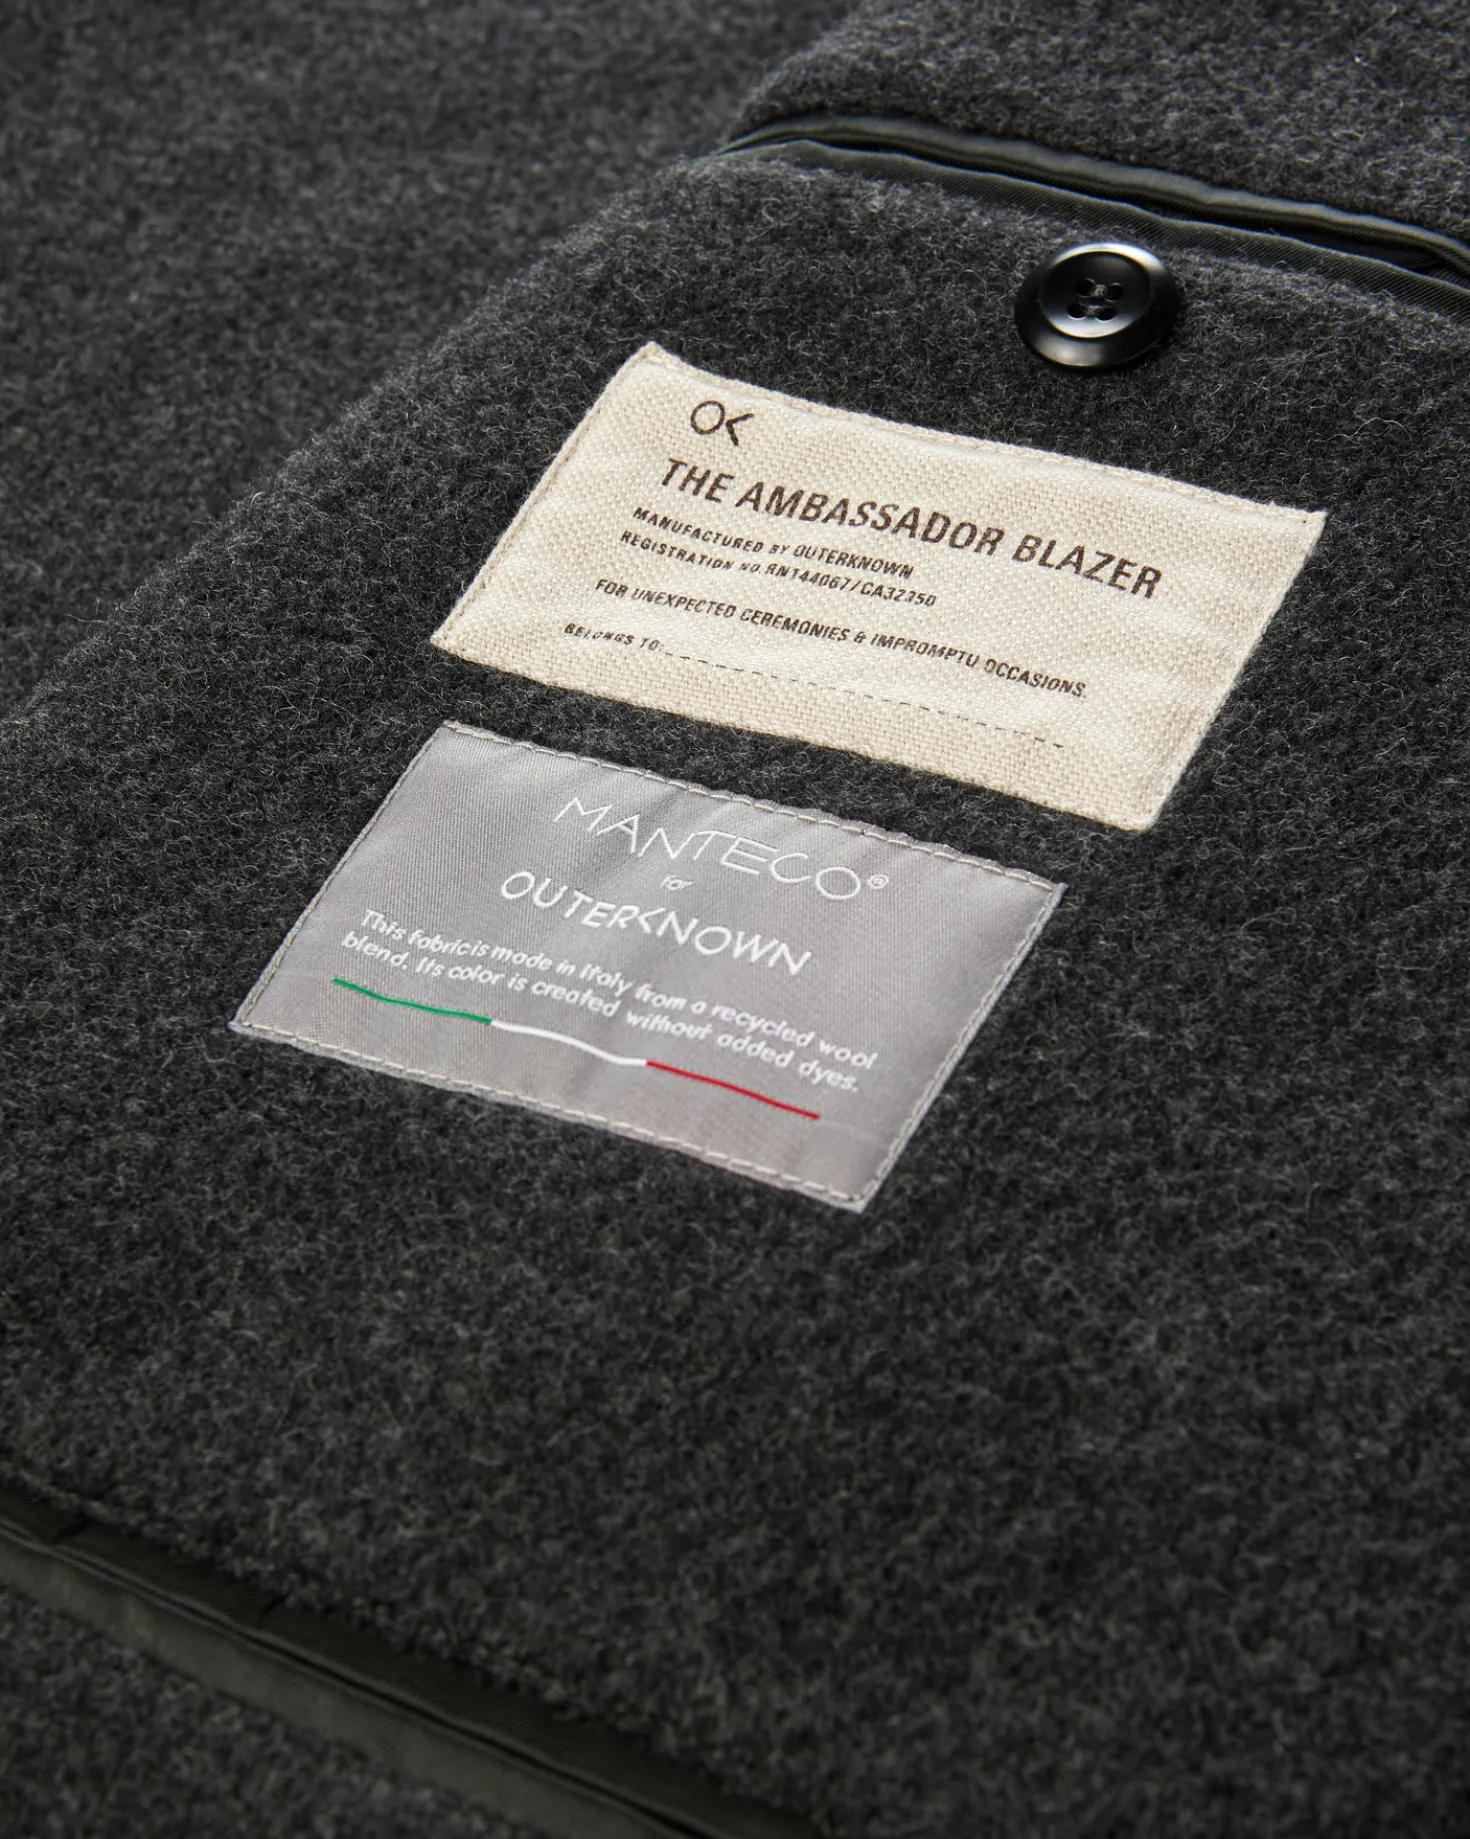 OK
THE AMBASSADOR BLAZER
MANUFACTURED BY OUTERKNOWN
REGISTRATION NO. RN144067/CA32350
FOR UNEXPECTED CEREMONIES & IMPROMPTU OCCASIONS.
BELONGS TO:
MANTECO®
for
OUTERKNOWN
This fabric is made in Italy from a recycled wool
blend. Its color is created without added dyes.